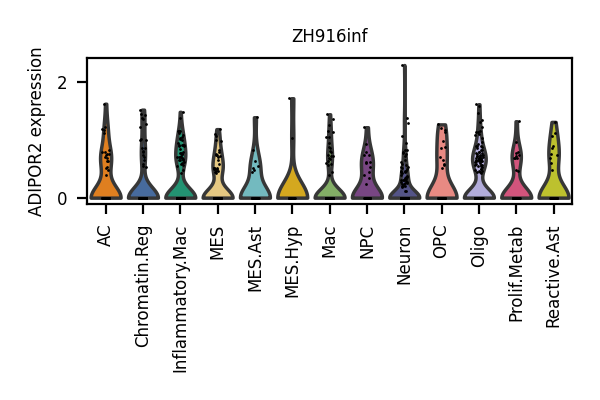 ZH916inf
ADIPOR2 expression
2
0
AC
Chromatin.Reg
Inflammatory.Mac
MES
MES.Ast
MES.Hyp
Mac
NPC
Neuron
OPC
Oligo
Prolif.Metab
Reactive.Ast